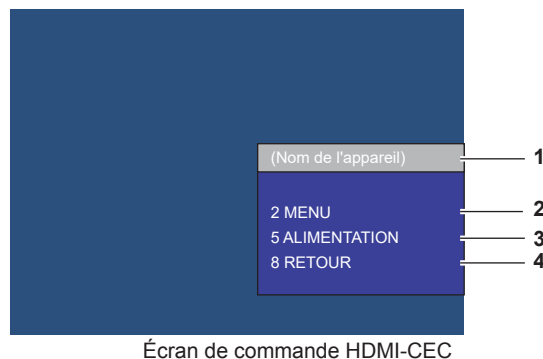 (Nom de l'appareil) 1
2 MENU 2
5 ALIMENTATION 3
8 RETOUR 4
Écran de commande HDMI-CEC